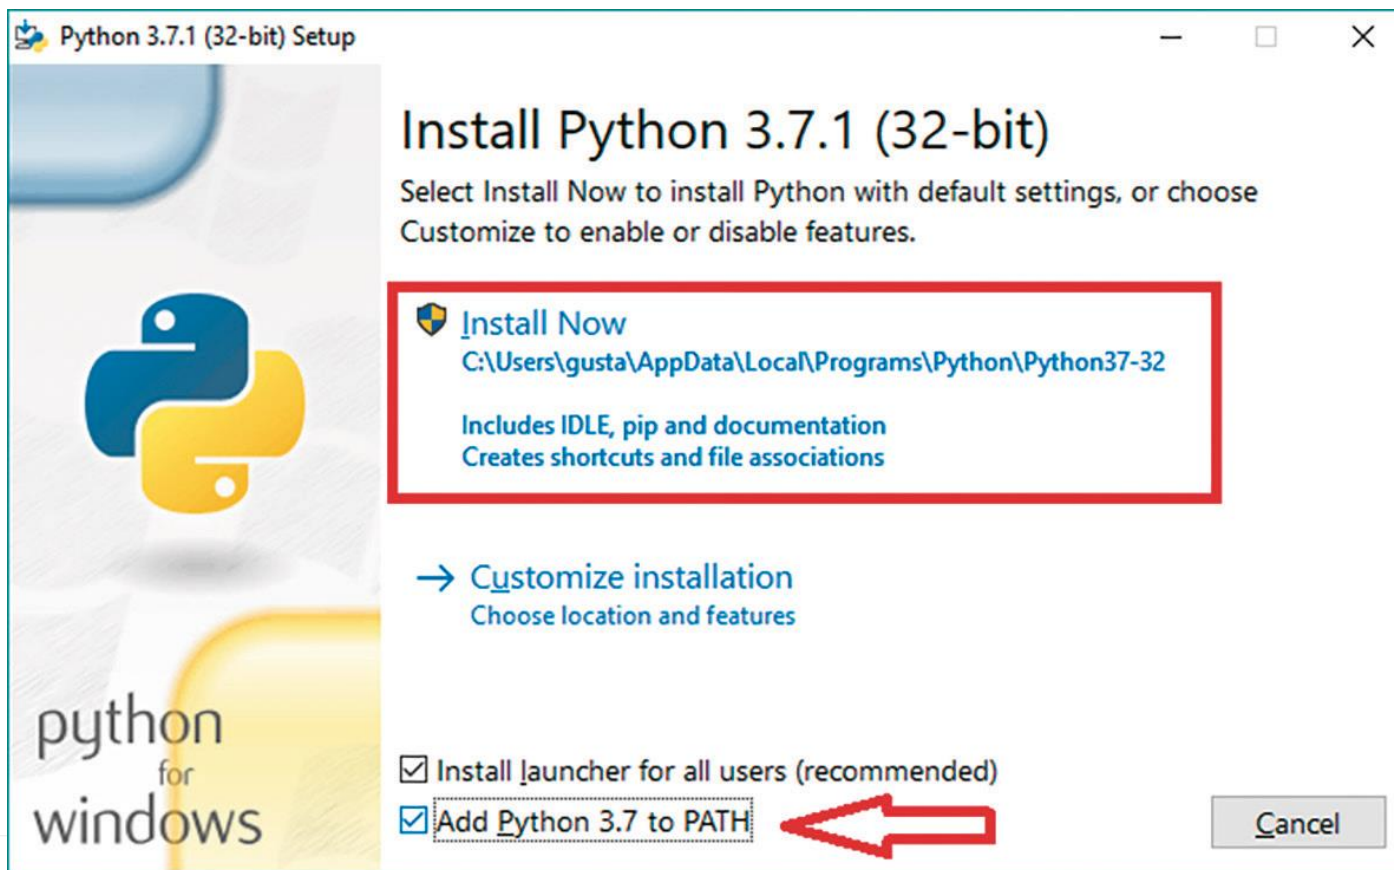 Python 3.7.1 (32-bit) Setup
Install Python 3.7.1 (32-bit)
Select Install Now to install Python with default settings, or choose
Customize to enable or disable features.
Install Now
C:\Users\gusta\AppData\Local\Programs\Python\Python37-32
Includes IDLE, pip and documentation
Creates shortcuts and file associations
Customize installation
Choose location and features
Install launcher for all users (recommended)
Add Python 3.7 to PATH
Cancel
python
for
windows